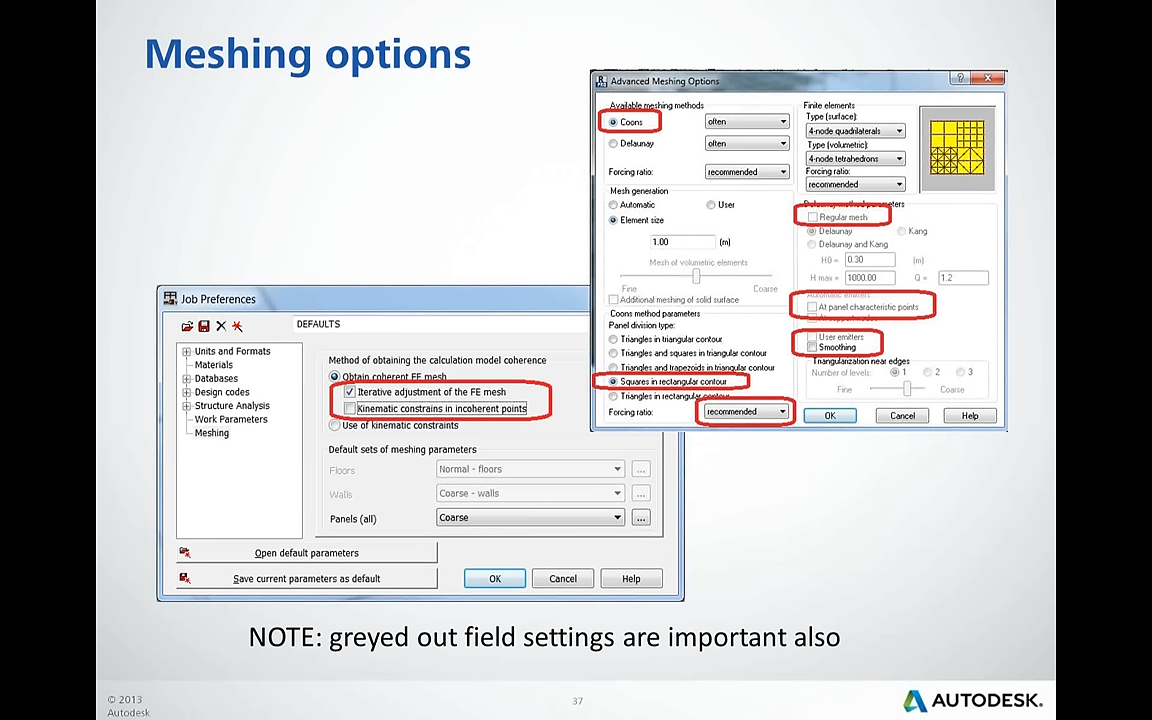 Meshing options
Advanced Meshing Options
Available meshing methods
Coons
often
Delaunay
often
Forcing ratio:
recommended
Mesh generation
Automatic
User
Element size
1.00
(m)
Mesh of volumetric elements
Fine
Coarse
Additional meshing of solid surface
Coons method parameters
Panel division type:
Triangles in triangular contour
Triangles and squares in triangular contour
Triangles and trapezoids in triangular contour
Squares in rectangular contour
Triangles in rectangular contour
Forcing ratio:
recommended
Finite elements
Type (surface):
4-node quadrilaterals
Type (volumetric):
4-node tetrahedrons
Forcing ratio:
recommended
Delaunay method parameters
Regular mesh
Delaunay
Kang
Delaunay and Kang
H0 =
0.30
(m)
H max =
1000.00
Q =
1.2
Automatic emitters:
At panel characteristic points
User emitters
Smoothing
Triangularization near edges
Number of levels:
1
2
3
Fine
Coarse
OK
Cancel
Help
Job Preferences
DEFAULTS
Units and Formats
Materials
Databases
Design codes
Structure Analysis
Work Parameters
Meshing
Method of obtaining the calculation model coherence
Obtain coherent FE mesh
Iterative adjustment of the FE mesh
Kinematic constrains in incoherent points
Use of kinematic constraints
Default sets of meshing parameters
Floors
Normal - floors
...
Walls
Coarse - walls
...
Panels (all)
Coarse
...
Open default parameters
Save current parameters as default
OK
Cancel
Help
NOTE: greyed out field settings are important also
© 2013
Autodesk
37
AUTODESK.